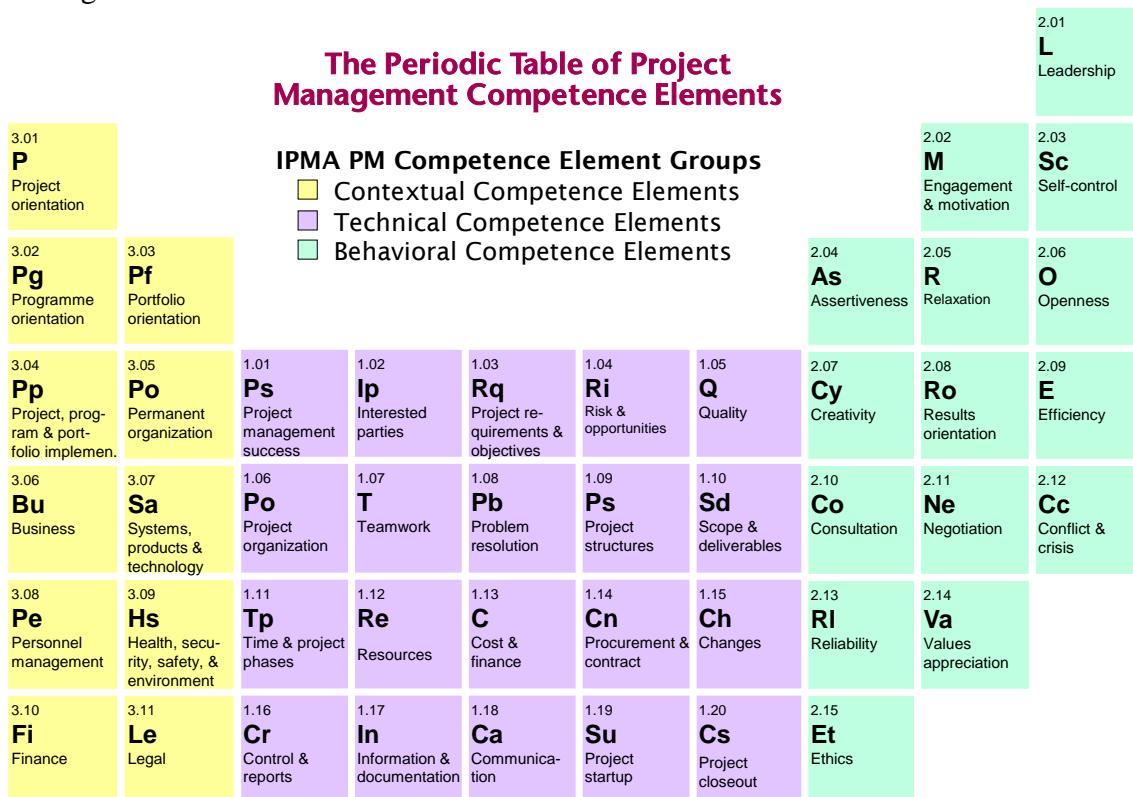 2.01
L
Leadership
The Periodic Table of Project
Management Competence Elements
3.01
P
Project
orientation
IPMA PM Competence Element Groups
Contextual Competence Elements
Technical Competence Elements
Behavioral Competence Elements
2.02
M
Engagement
& motivation
2.03
Sc
Self-control
3.02
Pg
Programme
orientation
3.03
Pf
Portfolio
orientation
2.04
As
Assertiveness
2.05
R
Relaxation
2.06
O
Openness
3.04
Pp
Project, prog-
ram & port-
folio implemen.
3.05
Po
Permanent
organization
1.01
Ps
Project
management
success
1.02
Ip
Interested
parties
1.03
Rq
Project re-
quirements &
objectives
1.04
Ri
Risk &
opportunities
1.05
Q
Quality
2.07
Cy
Creativity
2.08
Ro
Results
orientation
2.09
E
Efficiency
3.06
Bu
Business
3.07
Sa
Systems,
products &
technology
1.06
Po
Project
organization
1.07
T
Teamwork
1.08
Pb
Problem
resolution
1.09
Ps
Project
structures
1.10
Sd
Scope &
deliverables
2.10
Co
Consultation
2.11
Ne
Negotiation
2.12
Cc
Conflict &
crisis
3.08
Pe
Personnel
management
3.09
Hs
Health, secu-
rity, safety, &
environment
1.11
Tp
Time & project
phases
1.12
Re
Resources
1.13
C
Cost &
finance
1.14
Cn
Procurement &
contract
1.15
Ch
Changes
2.13
Rl
Reliability
2.14
Va
Values
appreciation
3.10
Fi
Finance
3.11
Le
Legal
1.16
Cr
Control &
reports
1.17
In
Information &
documentation
1.18
Ca
Communica-
tion
1.19
Su
Project
startup
1.20
Cs
Project
closeout
2.15
Et
Ethics